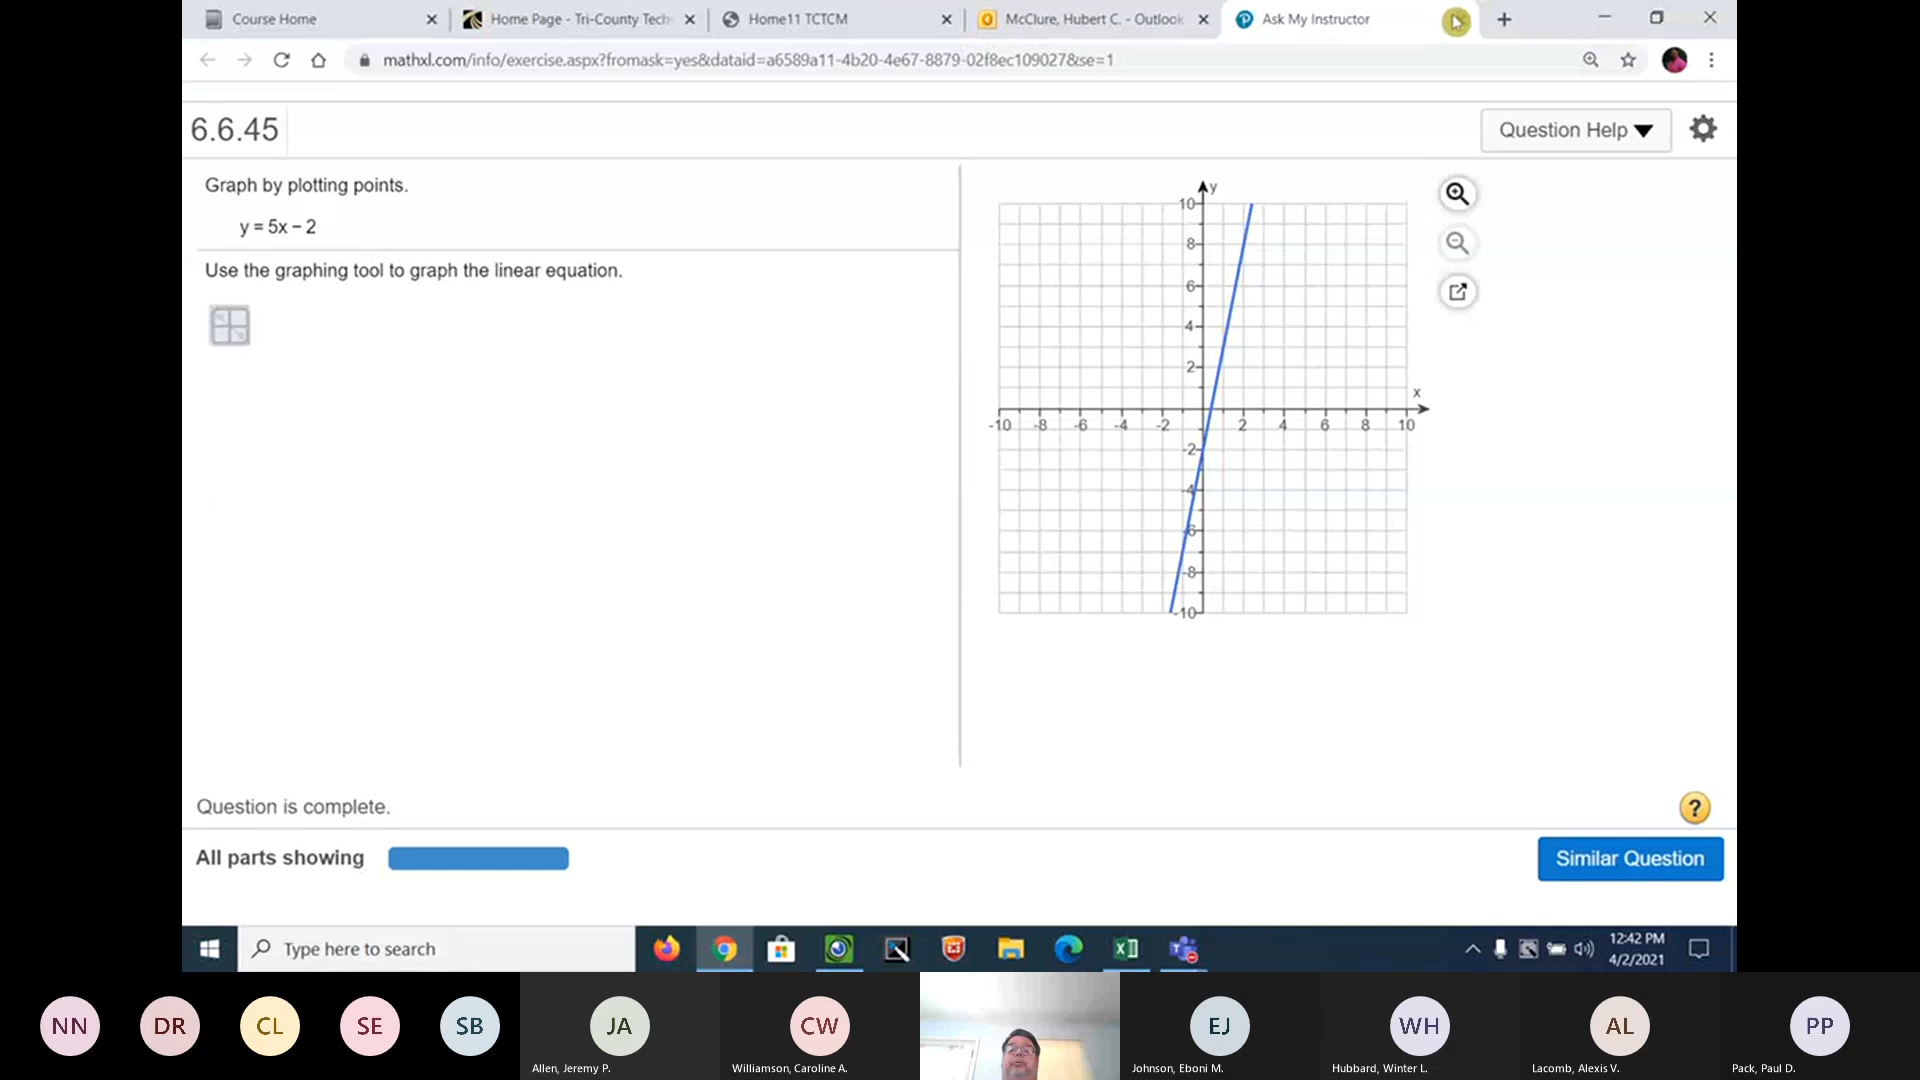 Course Home
Home Page - Tri-County Tech
Home11 TCTCM
McClure, Hubert C. - Outlook
Ask My Instructor
mathxl.com/info/exercise.aspx?fromask=yes&dataid=a6589a11-4b20-4e67-8879-02f8ec109027&se=1
6.6.45
Question Help
Graph by plotting points.
y = 5x − 2
Use the graphing tool to graph the linear equation.
y
10
8
6
4
2
x
-10 -8 -6 -4 -2 2 4 6 8 10
-2
-4
-6
-8
-10
Question is complete.
?
All parts showing
Similar Question
Type here to search
12:42 PM
4/2/2021
NN DR CL SE SB JA CW EJ WH AL PP
Allen, Jeremy P.
Williamson, Caroline A.
Johnson, Eboni M.
Hubbard, Winter L.
Lacomb, Alexis V.
Pack, Paul D.